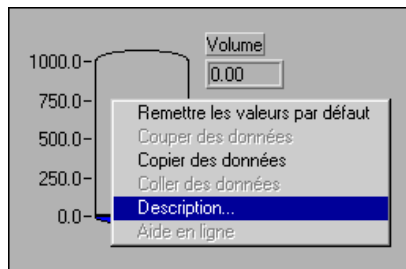 Volume
1000.0
0.00
750.0
Remettre les valeurs par défaut
500.0
Couper des données
Copier des données
250.0
Coller des données
Description...
0.0
Aide en ligne